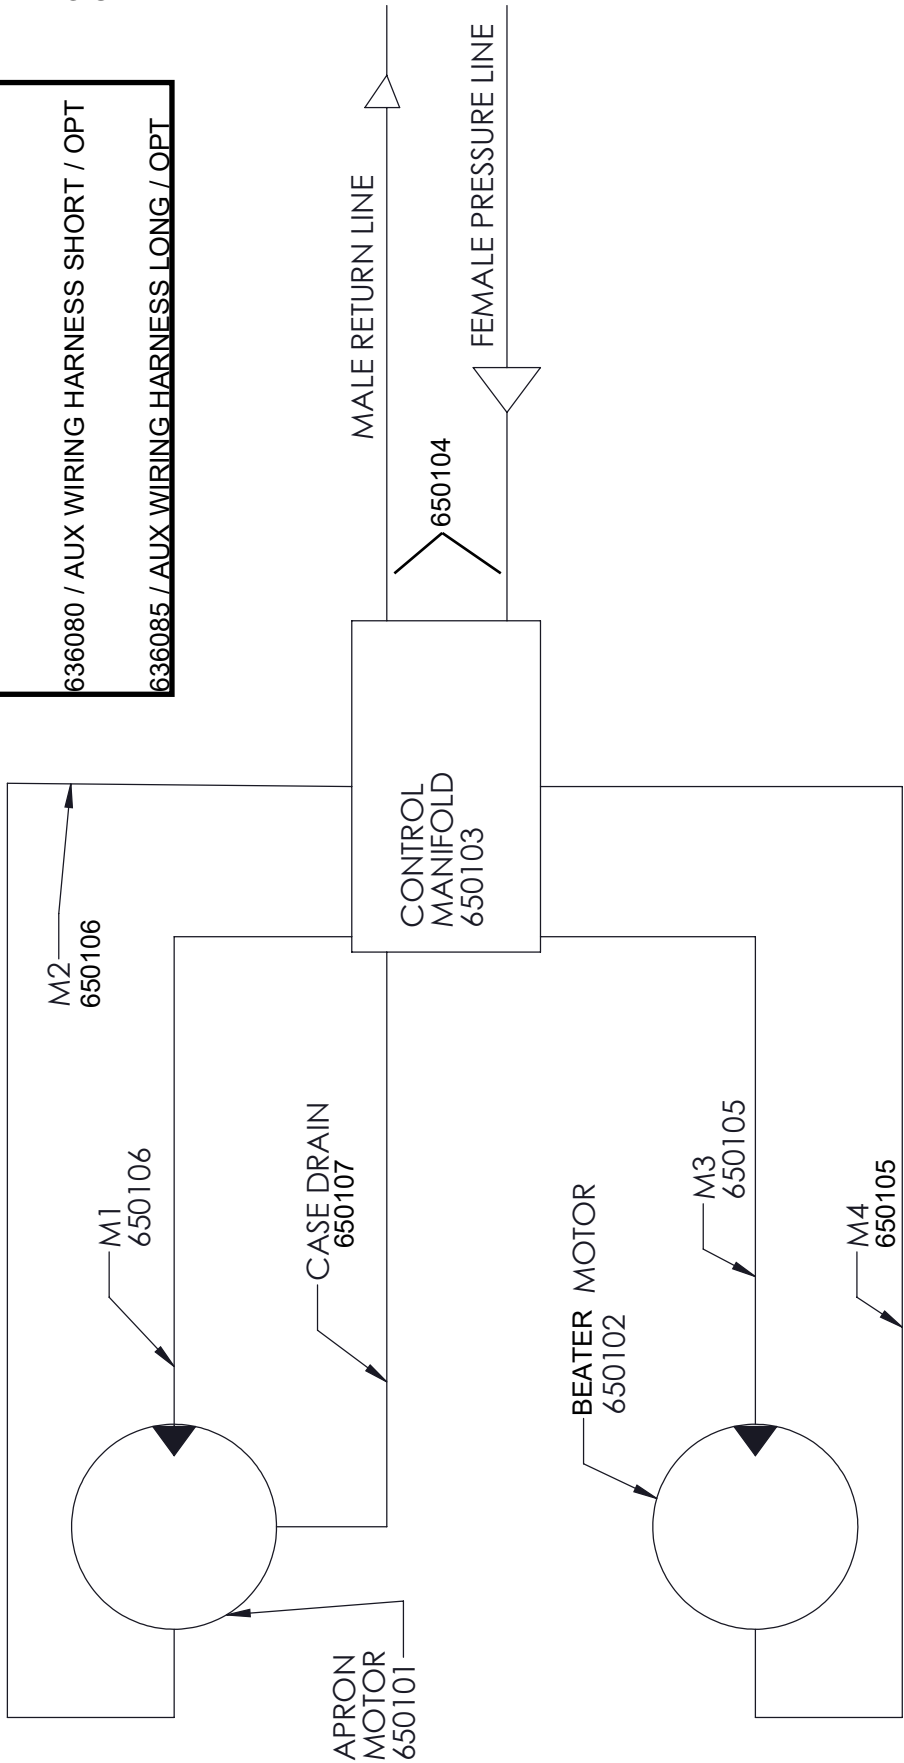 636080 / AUX WIRING HARNESS SHORT / OPT
636085 / AUX WIRING HARNESS LONG / OPT
M2
650106
M1
650106
CASE DRAIN
650107
APRON
MOTOR
650101
MALE RETURN LINE
650104
FEMALE PRESSURE LINE
CONTROL
MANIFOLD
650103
BEATER MOTOR
650102
M3
650105
M4
650105